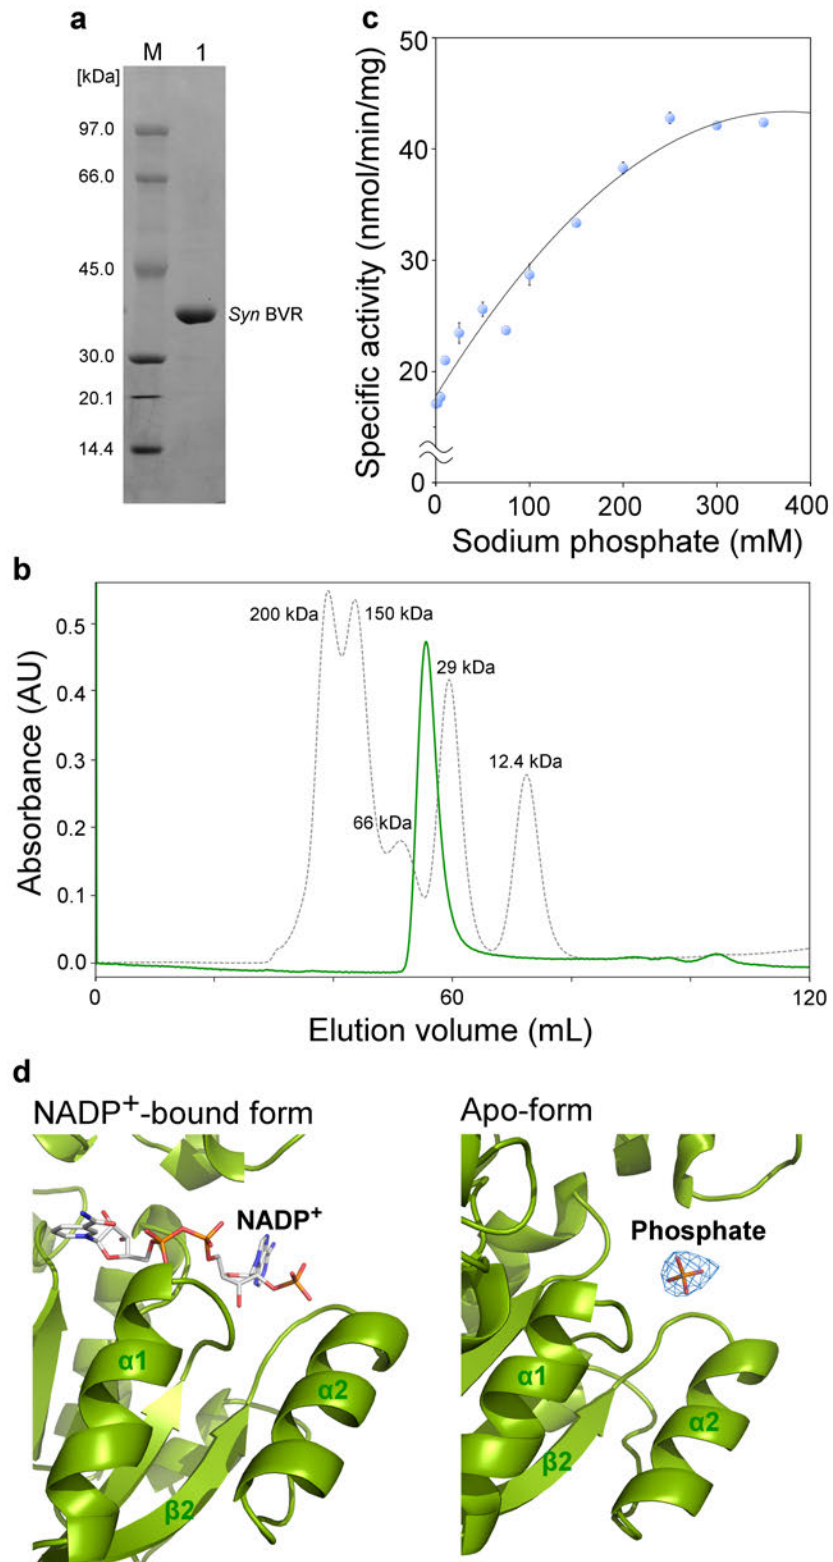 a
M 1
[kDa]
97.0
66.0
45.0
Syn BVR
30.0
20.1
14.4
c
Specific activity (nmol/min/mg)
50
40
30
20
0
0 100 200 300 400
Sodium phosphate (mM)
b
Absorbance (AU)
0.5
0.4
0.3
0.2
0.1
0.0
200 kDa 150 kDa
29 kDa
12.4 kDa
66 kDa
0 60 120
Elution volume (mL)
d
NADP+-bound form
NADP+
α1
α2
β2
Apo-form
Phosphate
α1
α2
β2